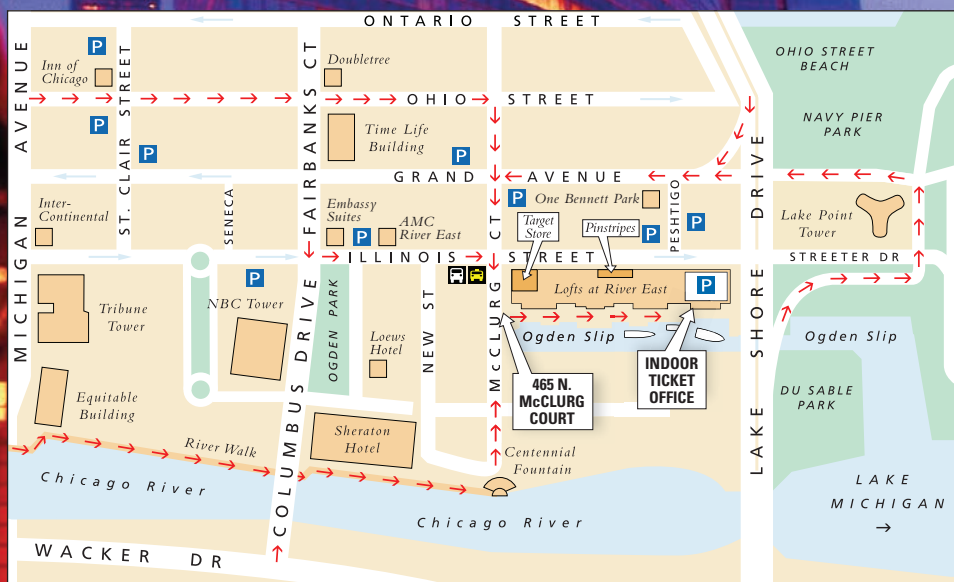 ONTARIO STREET
MICHIGAN AVENUE
ST. CLAIR STREET
FAIRBANKS CT
P
Inn of
Chicago
Doubletree
OHIO STREET
BEACH
OHIO STREET
NAVY PIER
PARK
P
P
Time Life
Building
P
GRAND AVENUE
Inter-
Continental
SENECA
Embassy
Suites
P
AMC
River East
P
One Bennett Park
Target
Store
Pinstripes
P
PESHTIGO
P
Lake Point
Tower
ILLINOIS STREET
STREETER DR
P
NBC Tower
Tribune
Tower
COLUMBUS DRIVE
OGDEN PARK
Loews
Hotel
NEW ST
McCLURG CT
Lofts at River East
P
Ogden Slip
Ogden Slip
LAKE SHORE DRIVE
465 N.
McCLURG
COURT
INDOOR
TICKET
OFFICE
DU SABLE
PARK
Equitable
Building
River Walk
Sheraton
Hotel
Centennial
Fountain
Chicago River
Chicago River
LAKE
MICHIGAN
WACKER DR